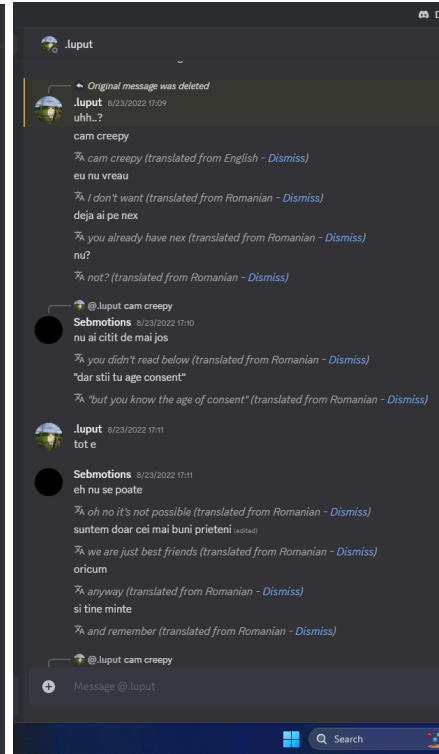 .luput
Original message was deleted
.luput 8/23/2022 17:09
uhh..?
cam creepy
cam creepy (translated from English - Dismiss)
eu nu vreau
I don't want (translated from Romanian - Dismiss)
deja ai pe nex
you already have nex (translated from Romanian - Dismiss)
nu?
not? (translated from Romanian - Dismiss)
@.luput cam creepy
Sebmotions 8/23/2022 17:10
nu ai citit de mai jos
you didn't read below (translated from Romanian - Dismiss)
"dar stii tu age consent"
"but you know the age of consent" (translated from Romanian - Dismiss)
.luput 8/23/2022 17:11
tot e
Sebmotions 8/23/2022 17:11
eh nu se poate
oh no it's not possible (translated from Romanian - Dismiss)
suntem doar cei mai buni prieteni (edited)
we are just best friends (translated from Romanian - Dismiss)
oricum
anyway (translated from Romanian - Dismiss)
si tine minte
and remember (translated from Romanian - Dismiss)
@.luput cam creepy
Message @.luput
Search